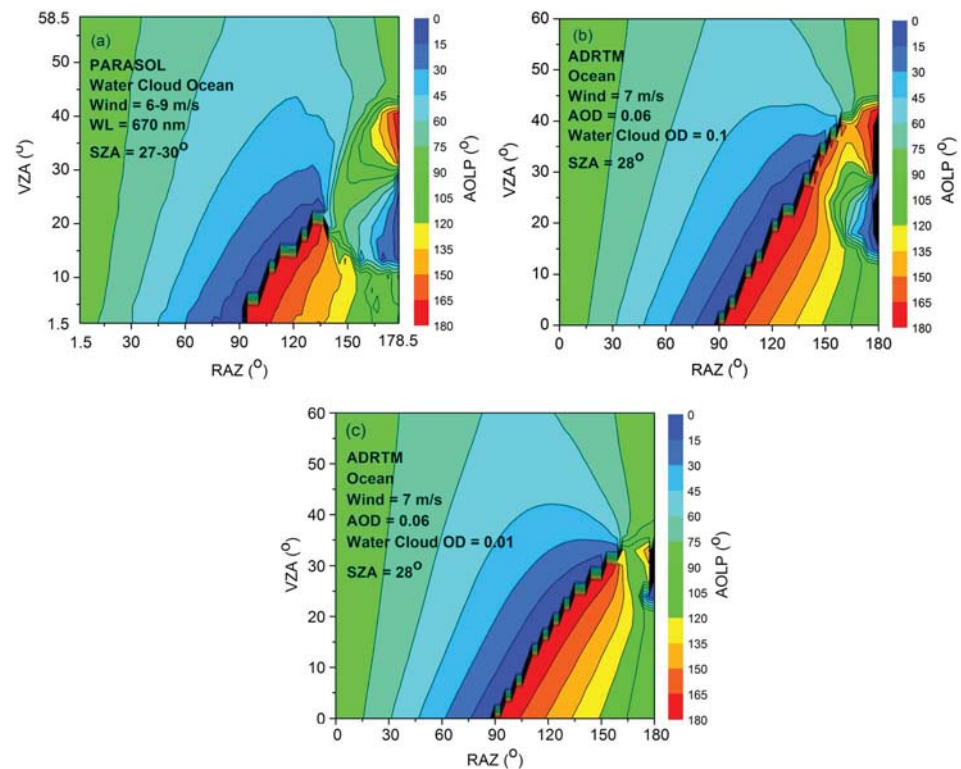 58.5
50
40
30
20
10
1.5
VZA (°)
(a)
PARASOL
Water Cloud Ocean
Wind = 6-9 m/s
WL = 670 nm
SZA = 27-30°
1.5
30
60
90
120
150
178.5
RAZ (°)
0
15
30
45
60
75
90
105
120
135
150
165
180
AOLP (°)
60
50
40
30
20
10
0
VZA (°)
(b)
ADRTM
Ocean
Wind = 7 m/s
AOD = 0.06
Water Cloud OD = 0.1
SZA = 28°
0
30
60
90
120
150
180
RAZ (°)
0
15
30
45
60
75
90
105
120
135
150
165
180
AOLP (°)
60
50
40
30
20
10
0
VZA (°)
(c)
ADRTM
Ocean
Wind = 7 m/s
AOD = 0.06
Water Cloud OD = 0.01
SZA = 28°
0
30
60
90
120
150
180
RAZ (°)
0
15
30
45
60
75
90
105
120
135
150
165
180
AOLP (°)